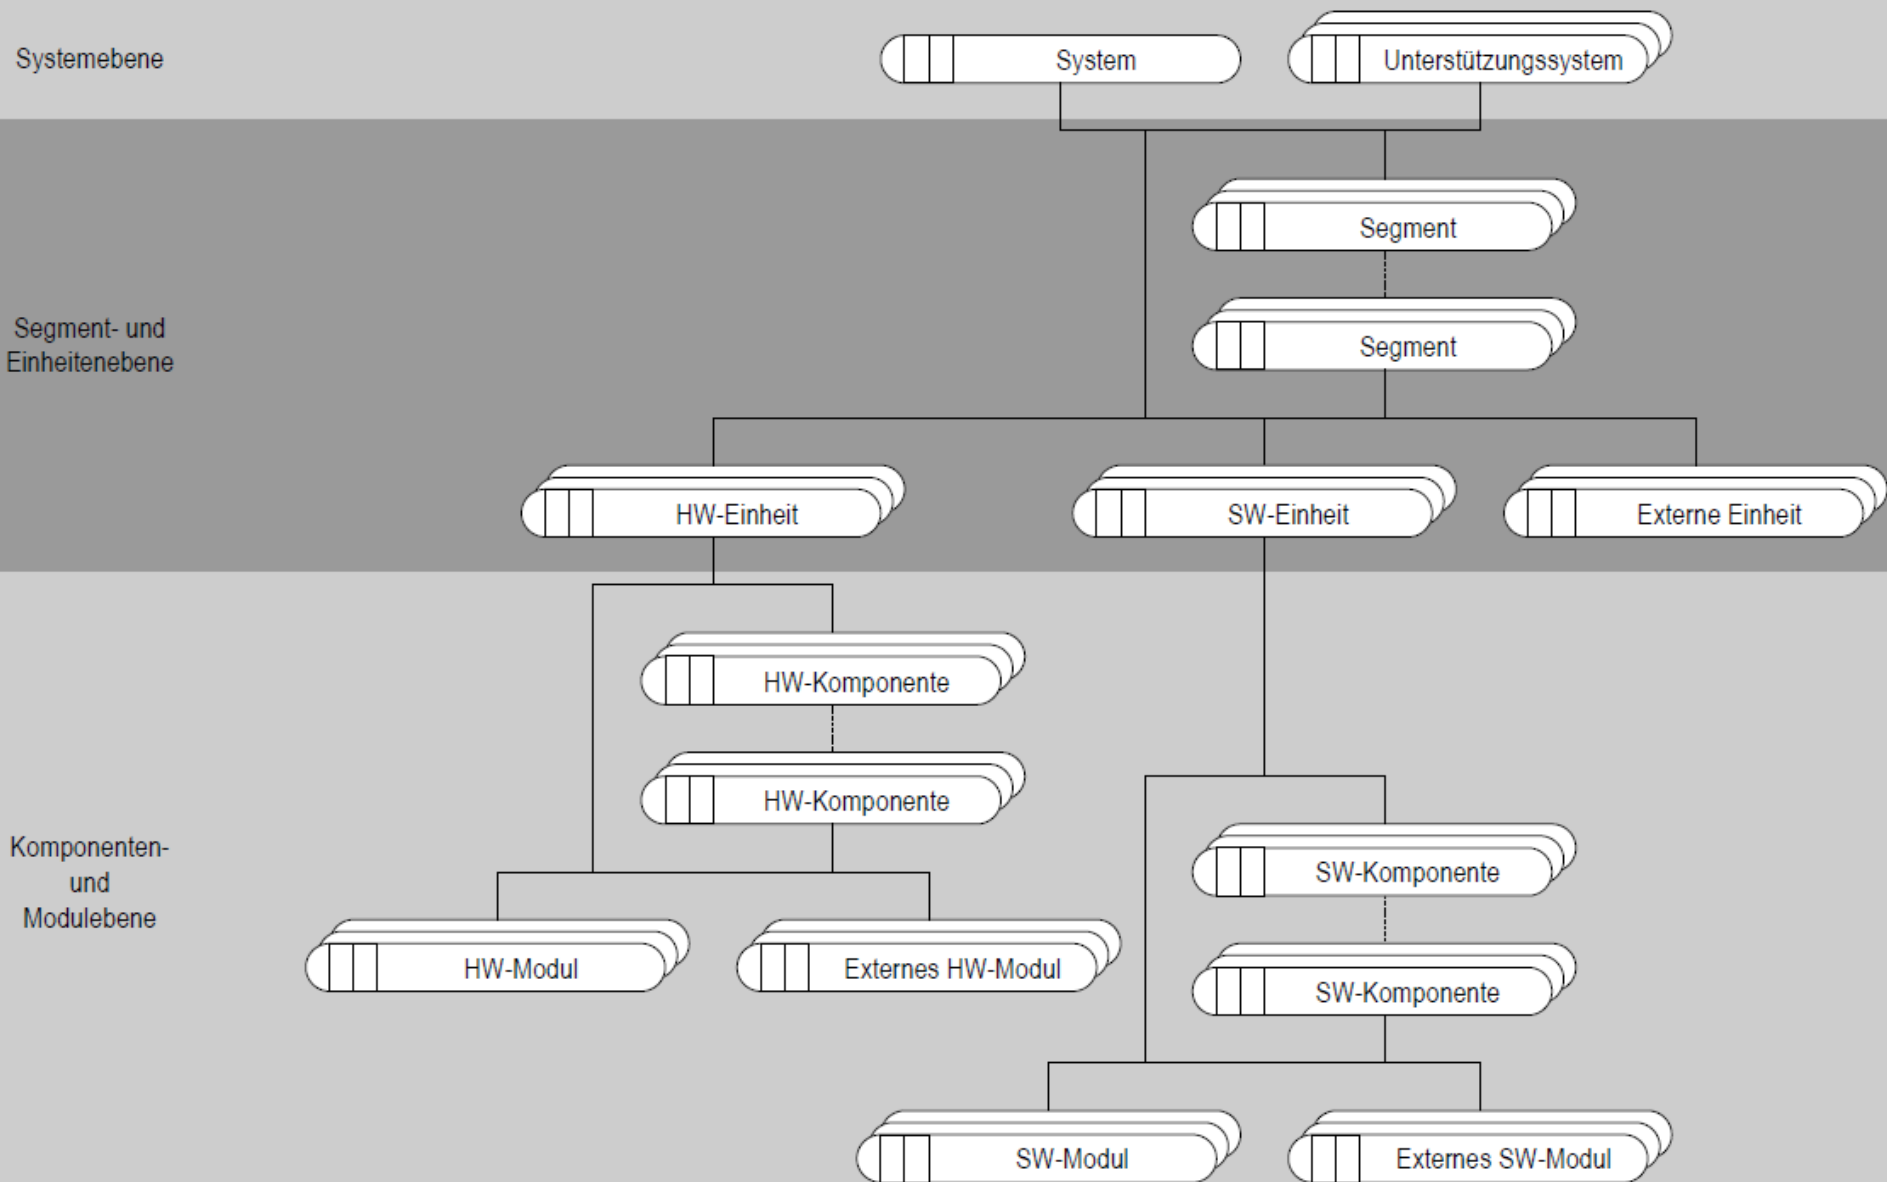 Systemebene
System
Unterstützungssystem
Segment
Segment- und
Einheitenebene
Segment
HW-Einheit
SW-Einheit
Externe Einheit
HW-Komponente
HW-Komponente
Komponenten-
und
Modulebene
SW-Komponente
HW-Modul
Externes HW-Modul
SW-Komponente
SW-Modul
Externes SW-Modul